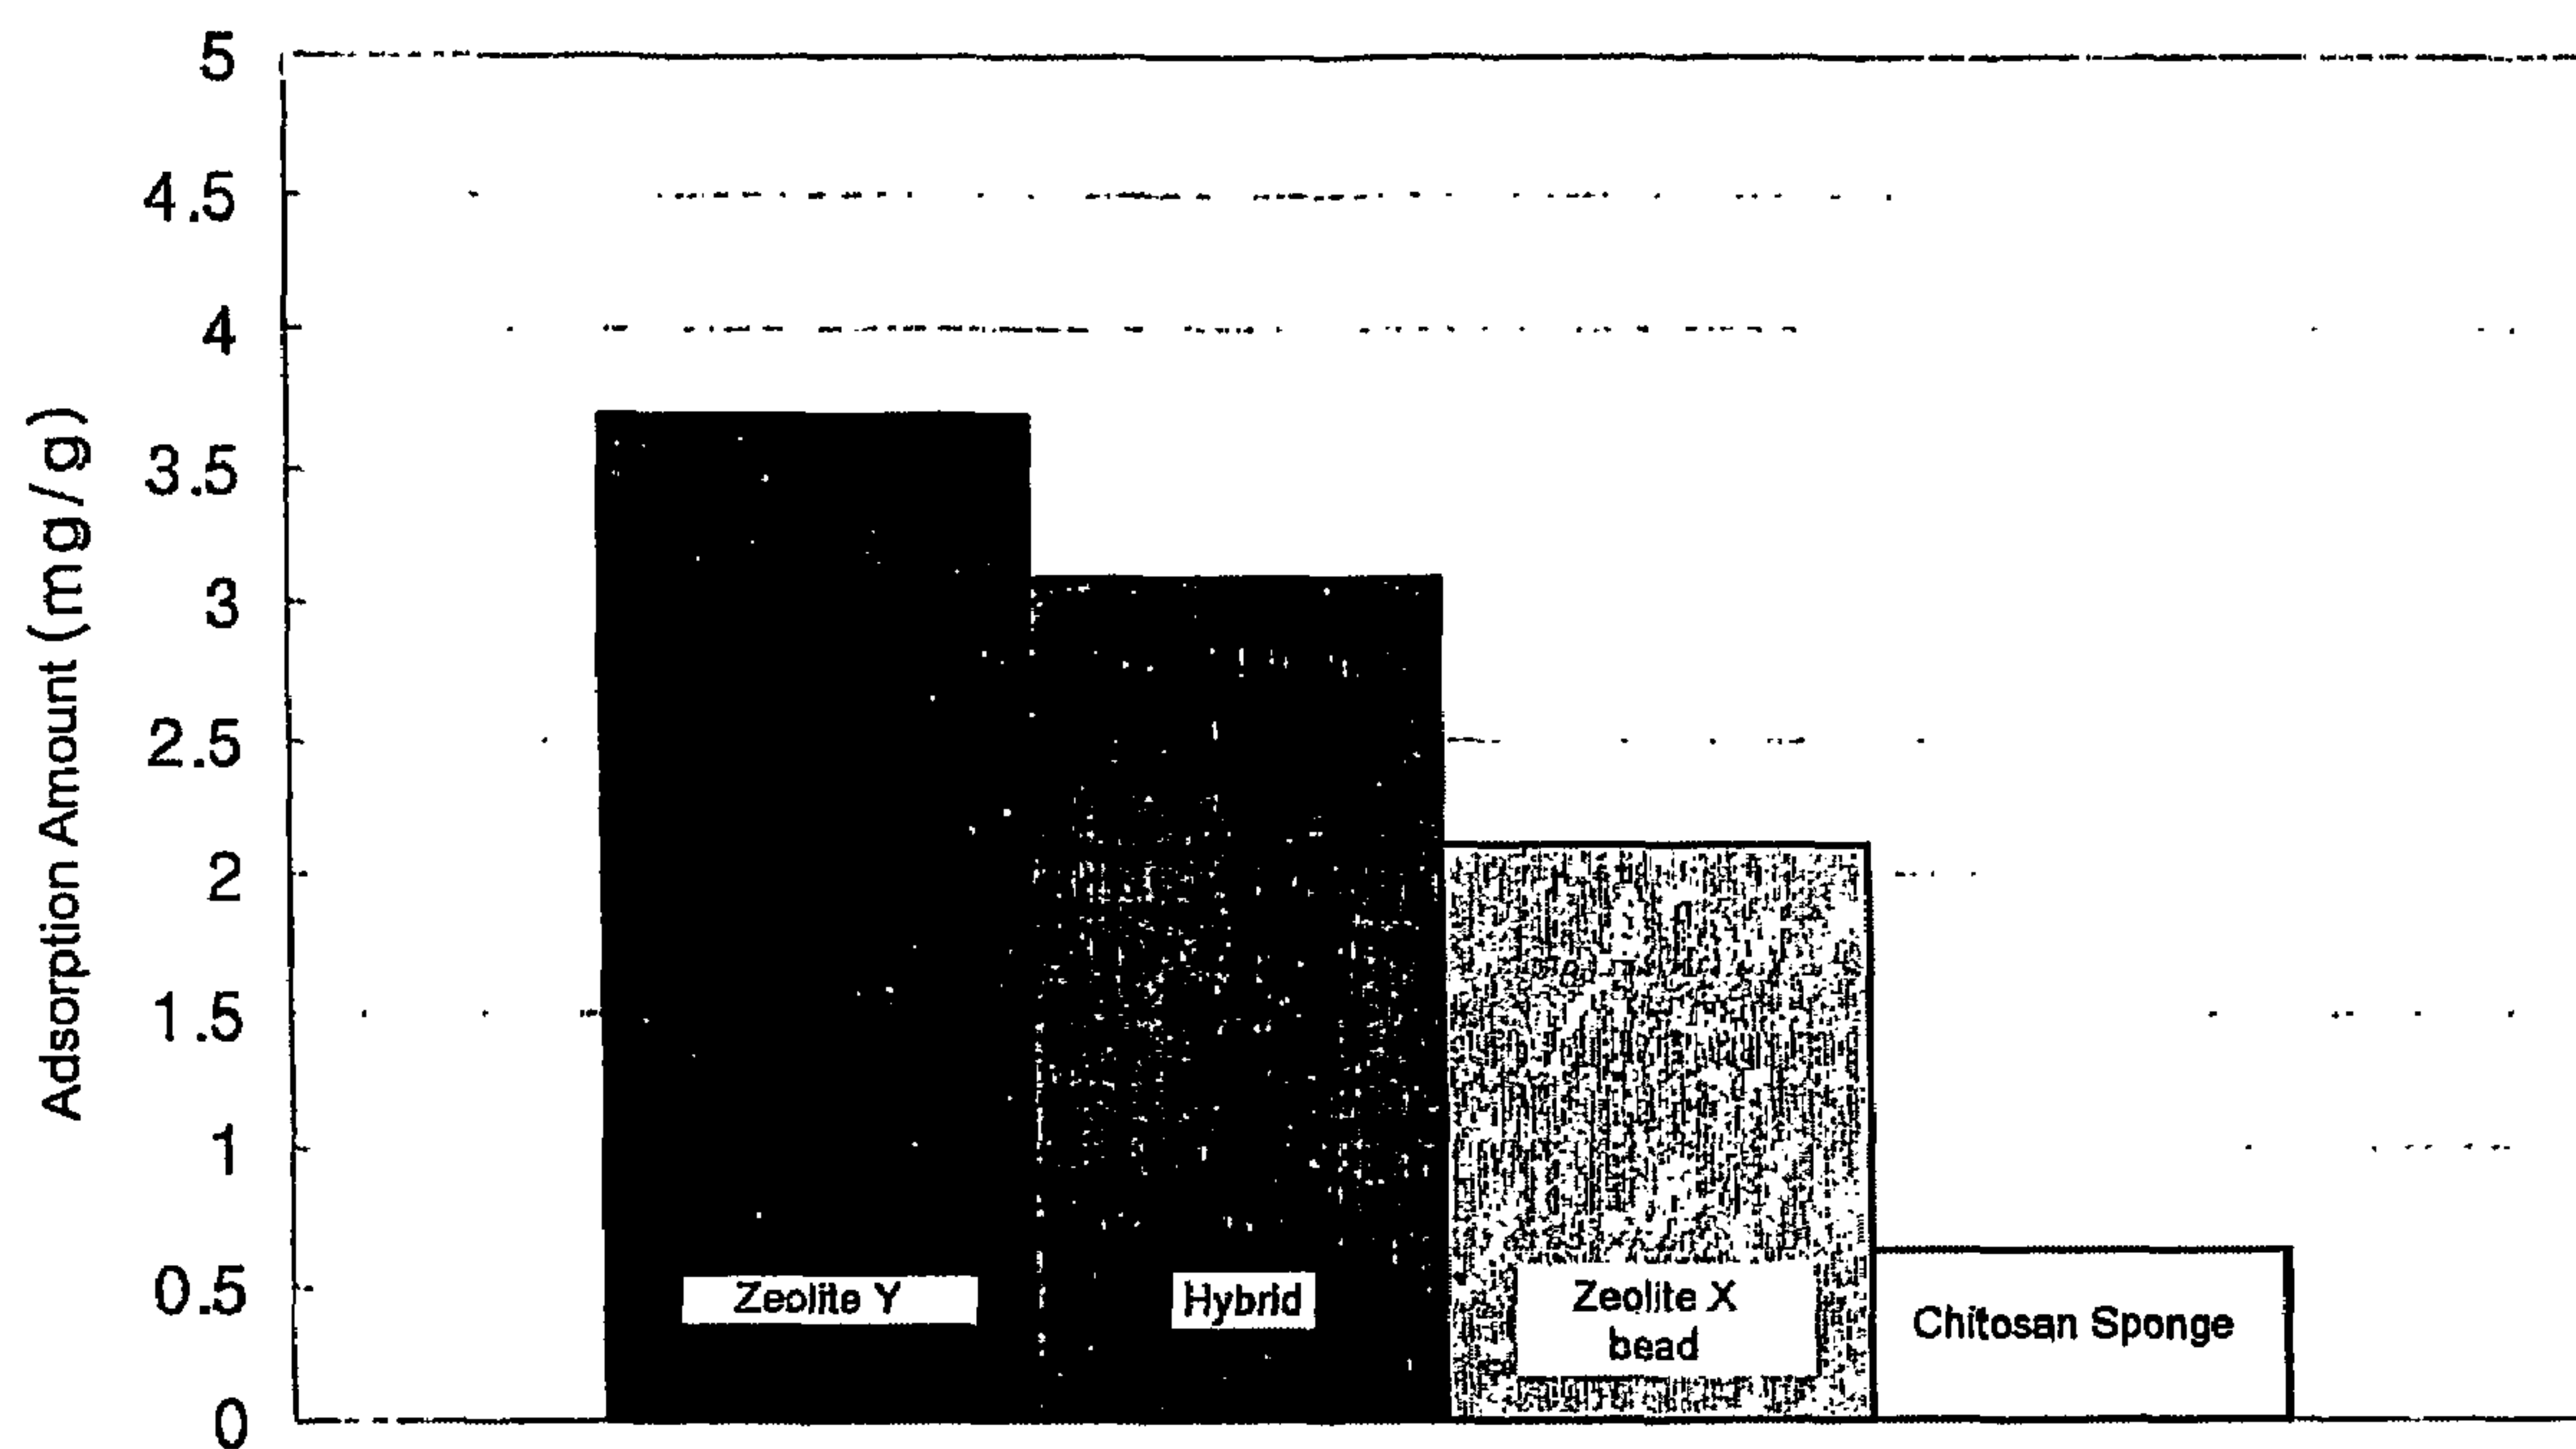 5
4.5
4
3.5
3
2.5
2
1.5
1
0.5
0
Adsorption Amount (mg/g)
Zeolite Y
Hybrid
Zeolite X
bead
Chitosan Sponge